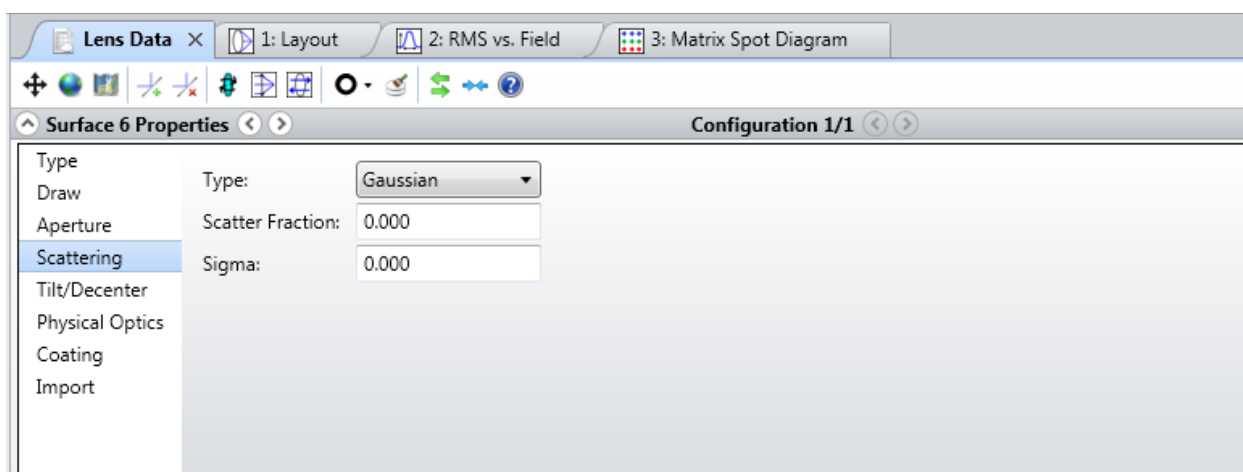 Lens Data 1: Layout 2: RMS vs. Field 3: Matrix Spot Diagram
Surface 6 Properties Configuration 1/1
Type
Draw
Aperture
Scattering
Tilt/Decenter
Physical Optics
Coating
Import
Type: Gaussian
Scatter Fraction: 0.000
Sigma: 0.000